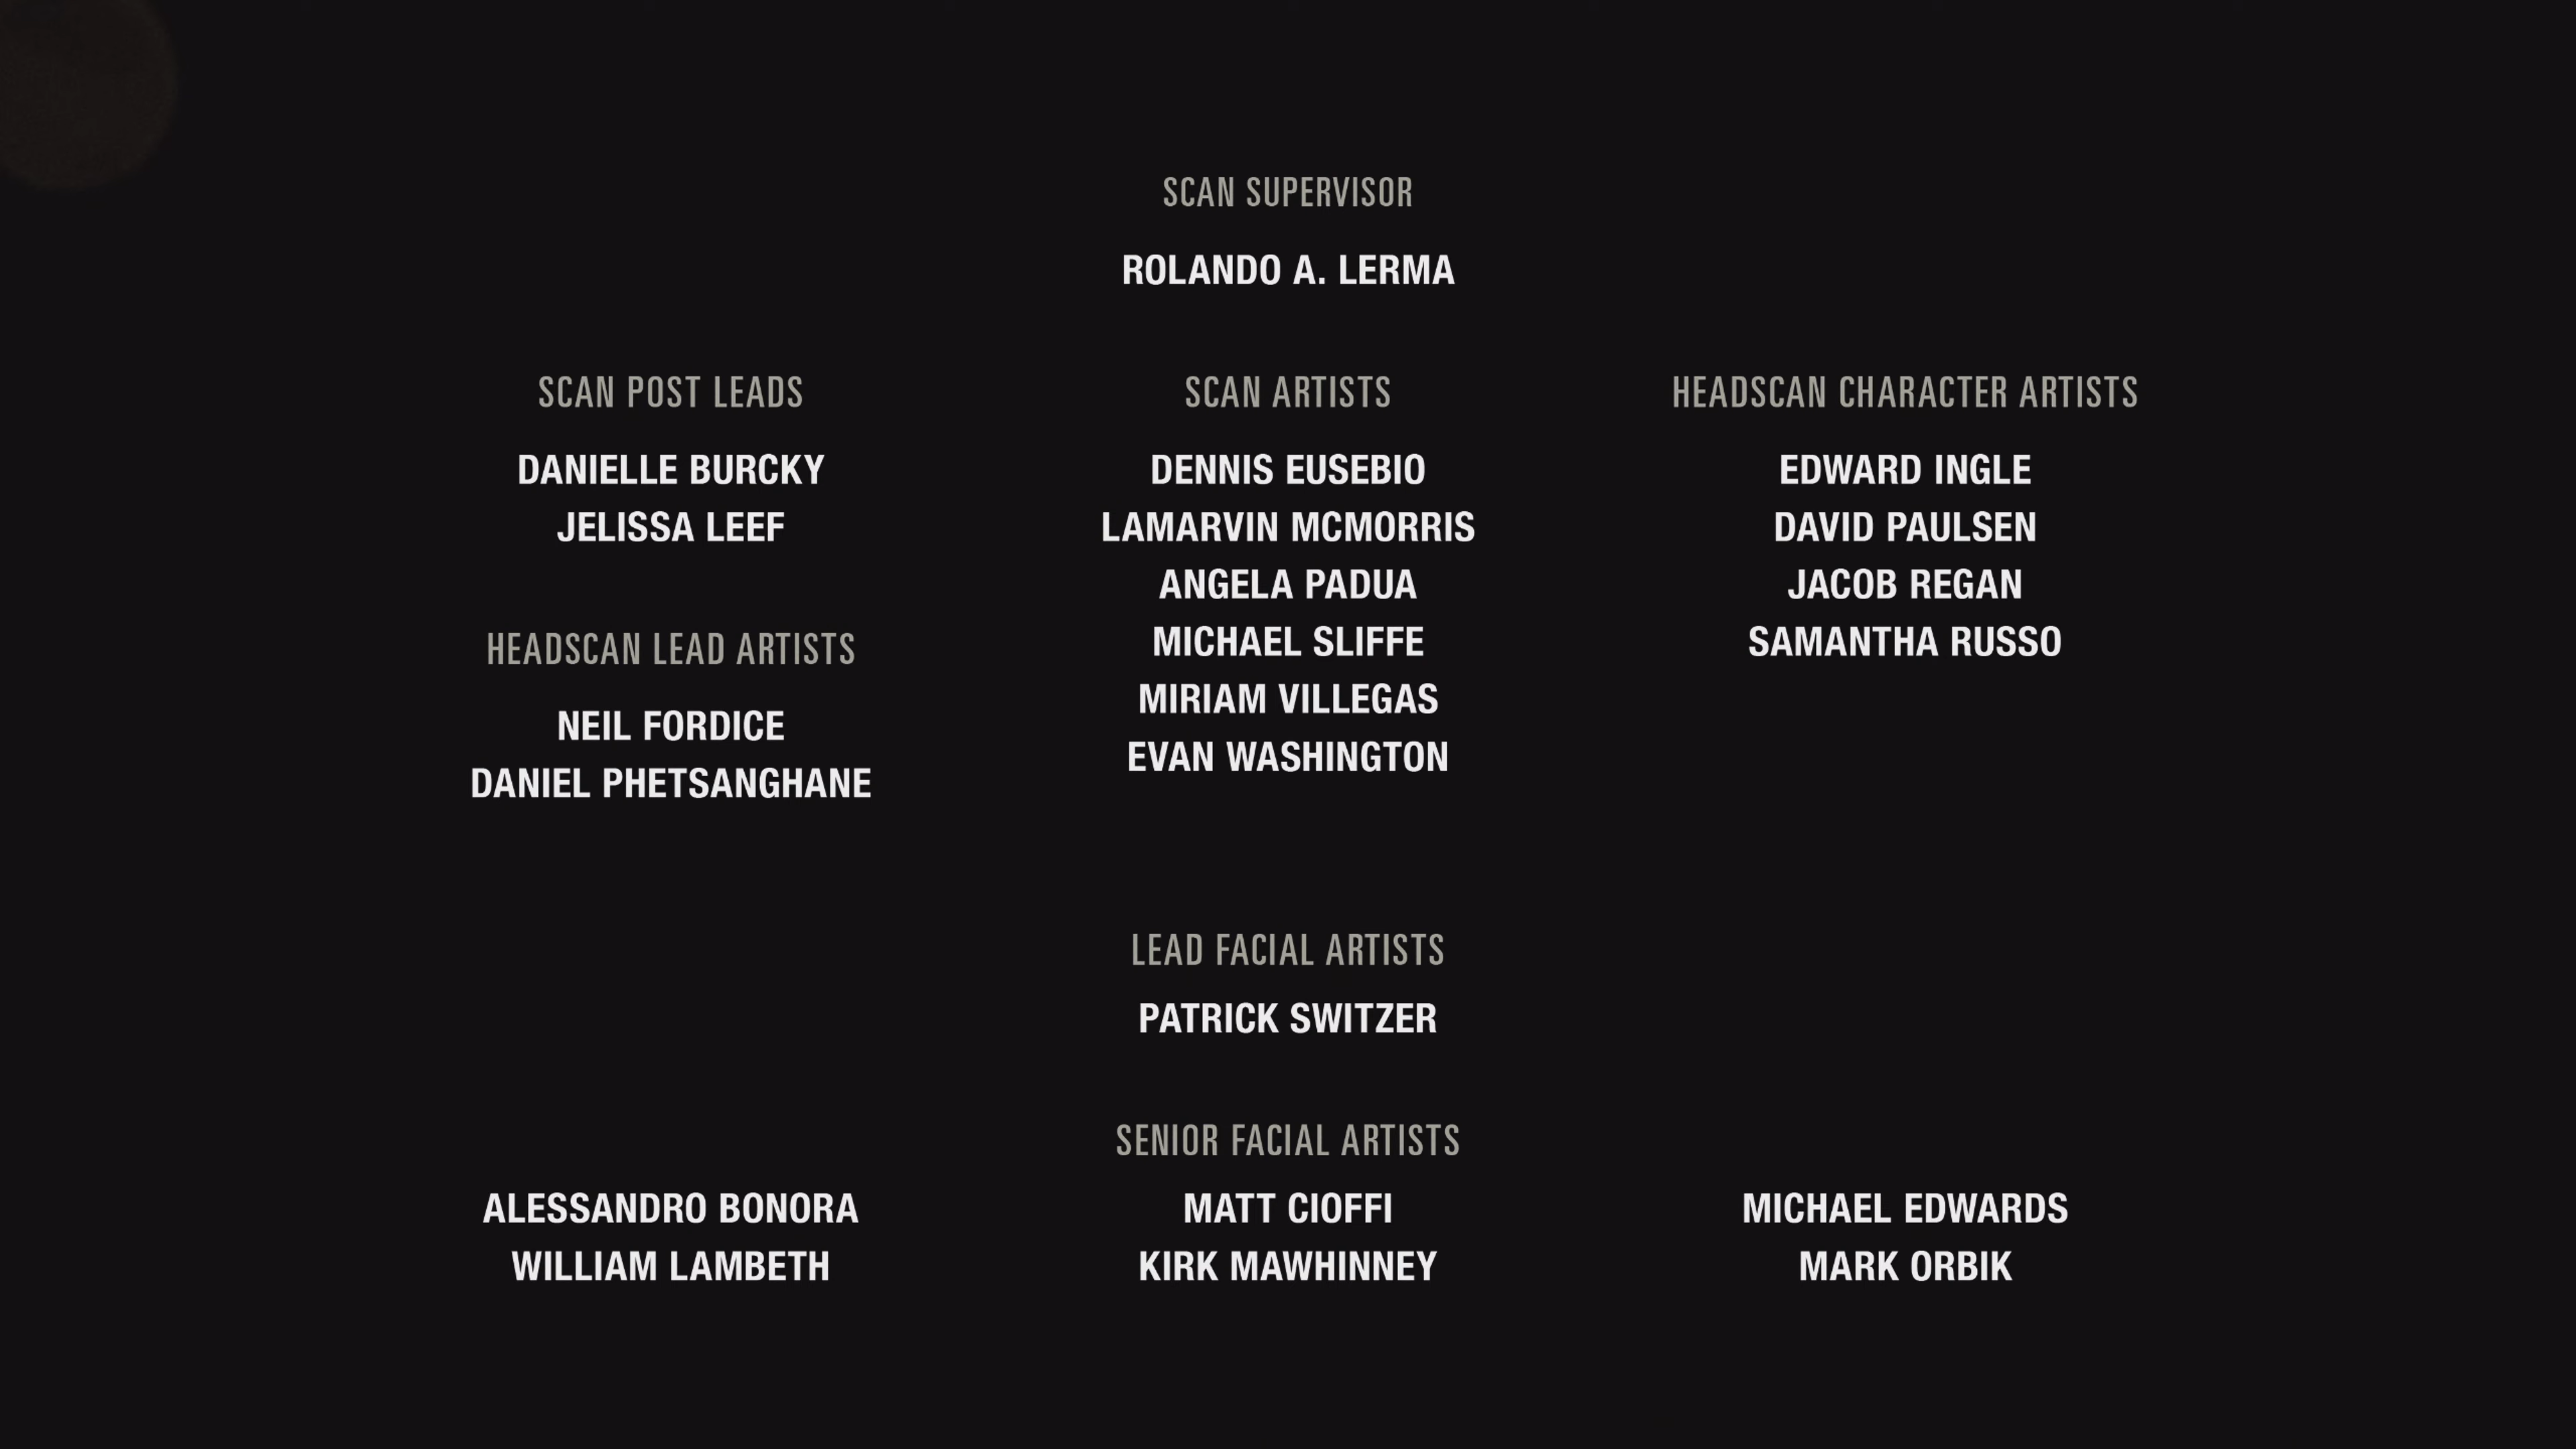 SCAN SUPERVISOR
ROLANDO A. LERMA
SCAN POST LEADS
DANIELLE BURCKY
JELISSA LEEF
HEADSCAN LEAD ARTISTS
NEIL FORDICE
DANIEL PHETSANGHANE
SCAN ARTISTS
DENNIS EUSEBIO
LAMARVIN MCMORRIS
ANGELA PADUA
MICHAEL SLIFFE
MIRIAM VILLEGAS
EVAN WASHINGTON
HEADSCAN CHARACTER ARTISTS
EDWARD INGLE
DAVID PAULSEN
JACOB REGAN
SAMANTHA RUSSO
LEAD FACIAL ARTISTS
PATRICK SWITZER
SENIOR FACIAL ARTISTS
ALESSANDRO BONORA
WILLIAM LAMBETH
MATT CIOFFI
KIRK MAWHINNEY
MICHAEL EDWARDS
MARK ORBIK